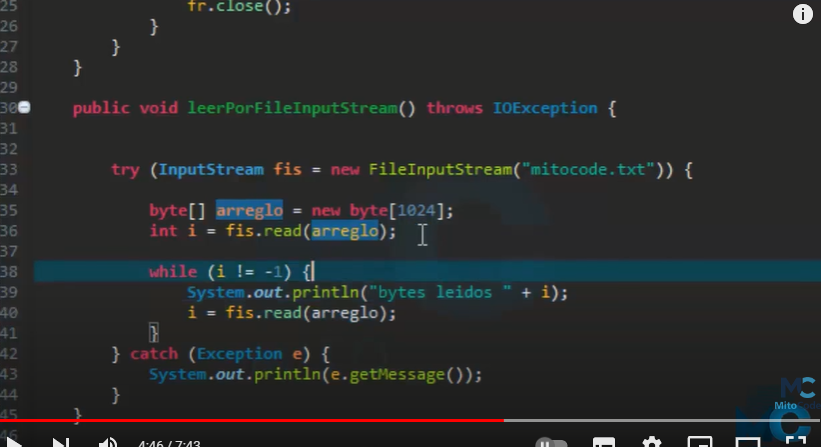 25 fr.close();
26 }
27 }
28 }
29
30 public void leerPorFileInputStream() throws IOException {
31
32
33 try (InputStream fis = new FileInputStream("mitocode.txt")) {
34
35 byte[] arreglo = new byte[1024];
36 int i = fis.read(arreglo);
37
38 while (i != -1) {
39 System.out.println("bytes leidos " + i);
40 i = fis.read(arreglo);
41 }
42 } catch (Exception e) {
43 System.out.println(e.getMessage());
44 }
45 }
46
MC
4:46 / 7:43